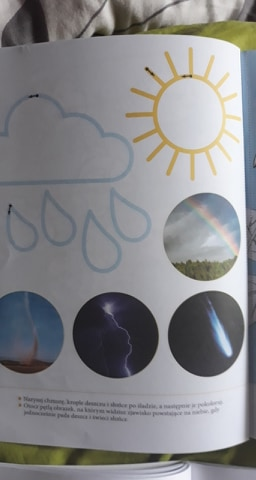 Narysuj chmurę, krople deszczu i słońce po śladzie, a następnie je pokoloruj.
Otocz pętlą obrazek, na którym widzisz zjawisko powstające na niebie, gdy
jednocześnie pada deszcz i świeci słońce.